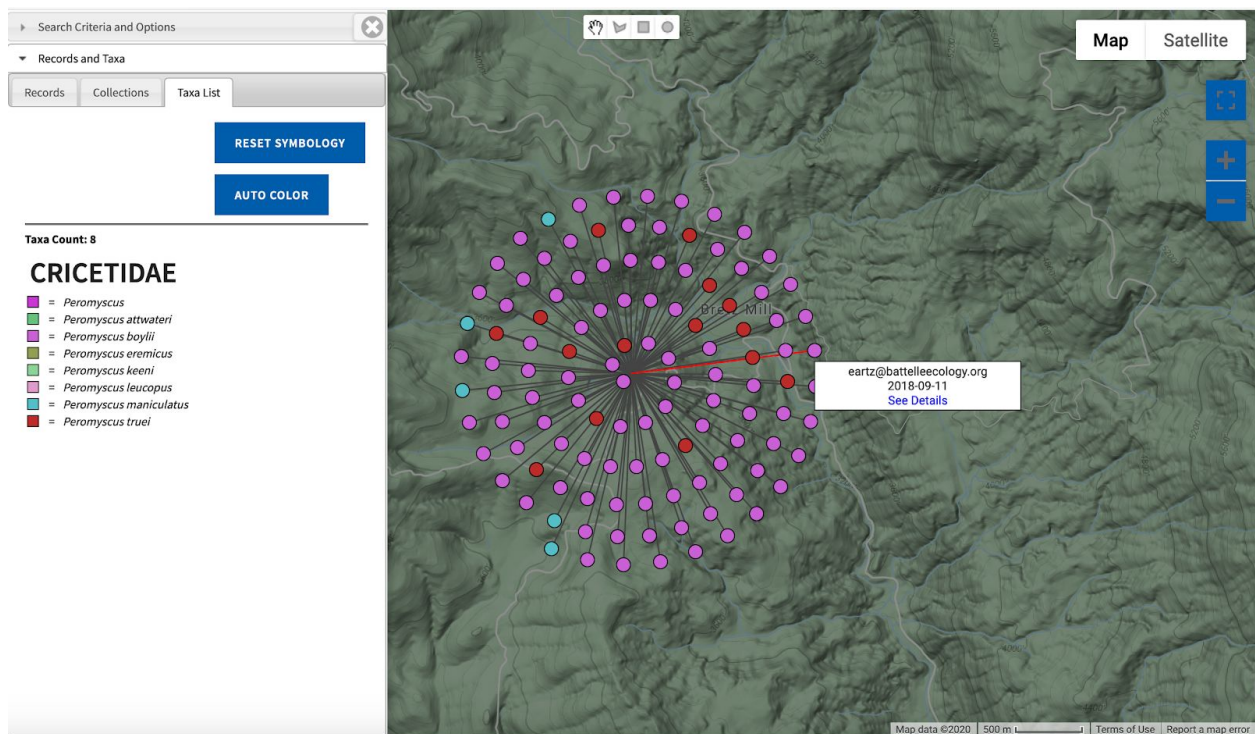 Search Criteria and Options
Records and Taxa
Records
Collections
Taxa List
RESET SYMBOLOGY
AUTO COLOR
Taxa Count: 8
CRICETIDAE
= Peromyscus
= Peromyscus attwateri
= Peromyscus boylii
= Peromyscus eremicus
= Peromyscus keeni
= Peromyscus leucopus
= Peromyscus maniculatus
= Peromyscus truei
Map
Satellite
Mill
eartz@battelleecology.org
2018-09-11
See Details
Map data ©2020
500 m
Terms of Use
Report a map error